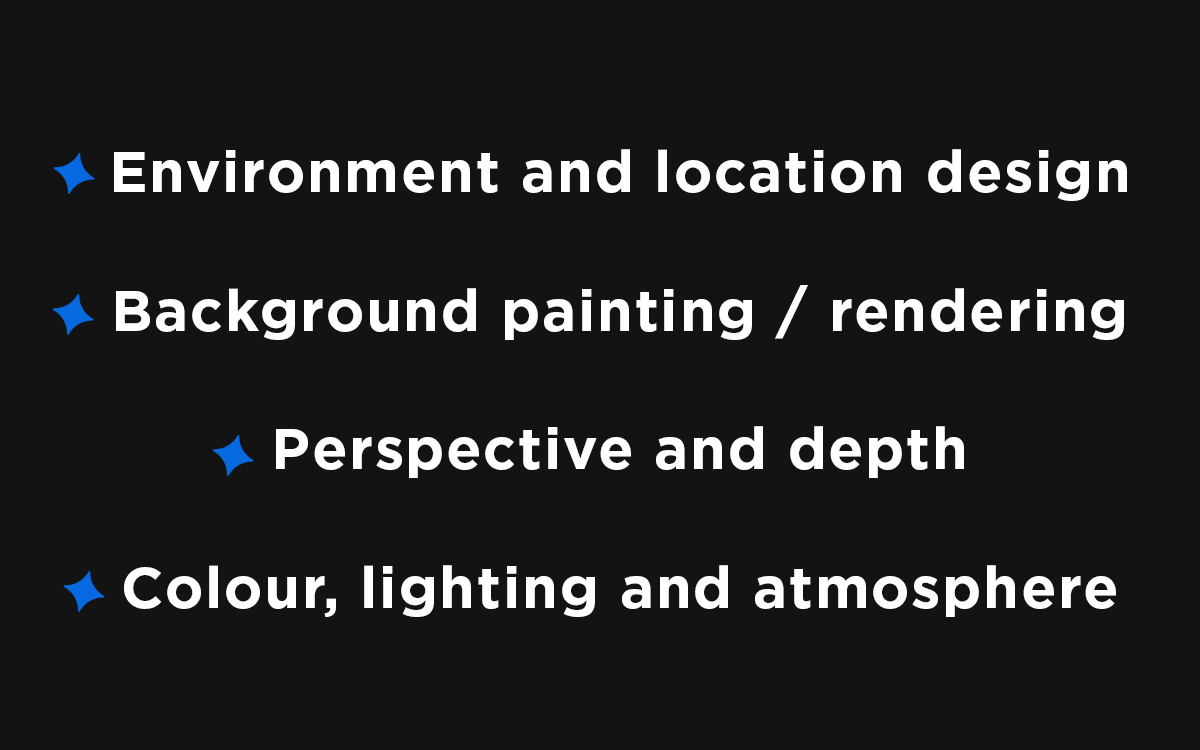 Environment and location design
Background painting / rendering
Perspective and depth
Colour, lighting and atmosphere